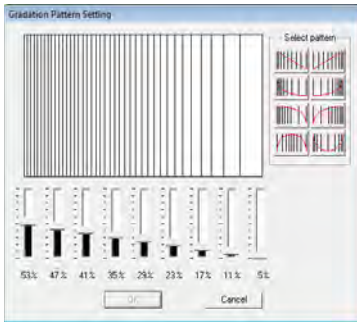 Gradation Pattern Setting
Select pattern
53% 47% 41% 35% 29% 23% 17% 11% 5%
OK Cancel